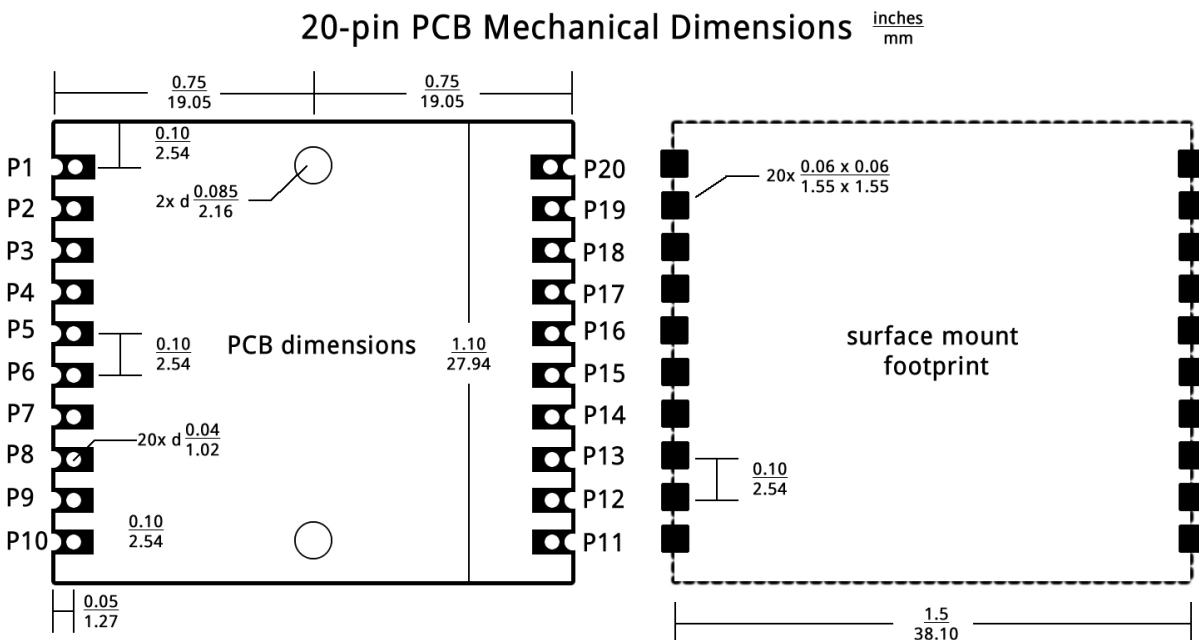 20-pin PCB Mechanical Dimensions
inches
mm
0.75
19.05
0.75
19.05
0.10
2.54
2x d 0.085
2.16
P1
P2
P3
P4
P5
P6
P7
P8
P9
P10
0.10
2.54
PCB dimensions
1.10
27.94
20x d 0.04
1.02
0.10
2.54
0.05
1.27
P20
P19
P18
P17
P16
P15
P14
P13
P12
P11
20x 0.06 x 0.06
1.55 x 1.55
surface mount
footprint
0.10
2.54
1.5
38.10